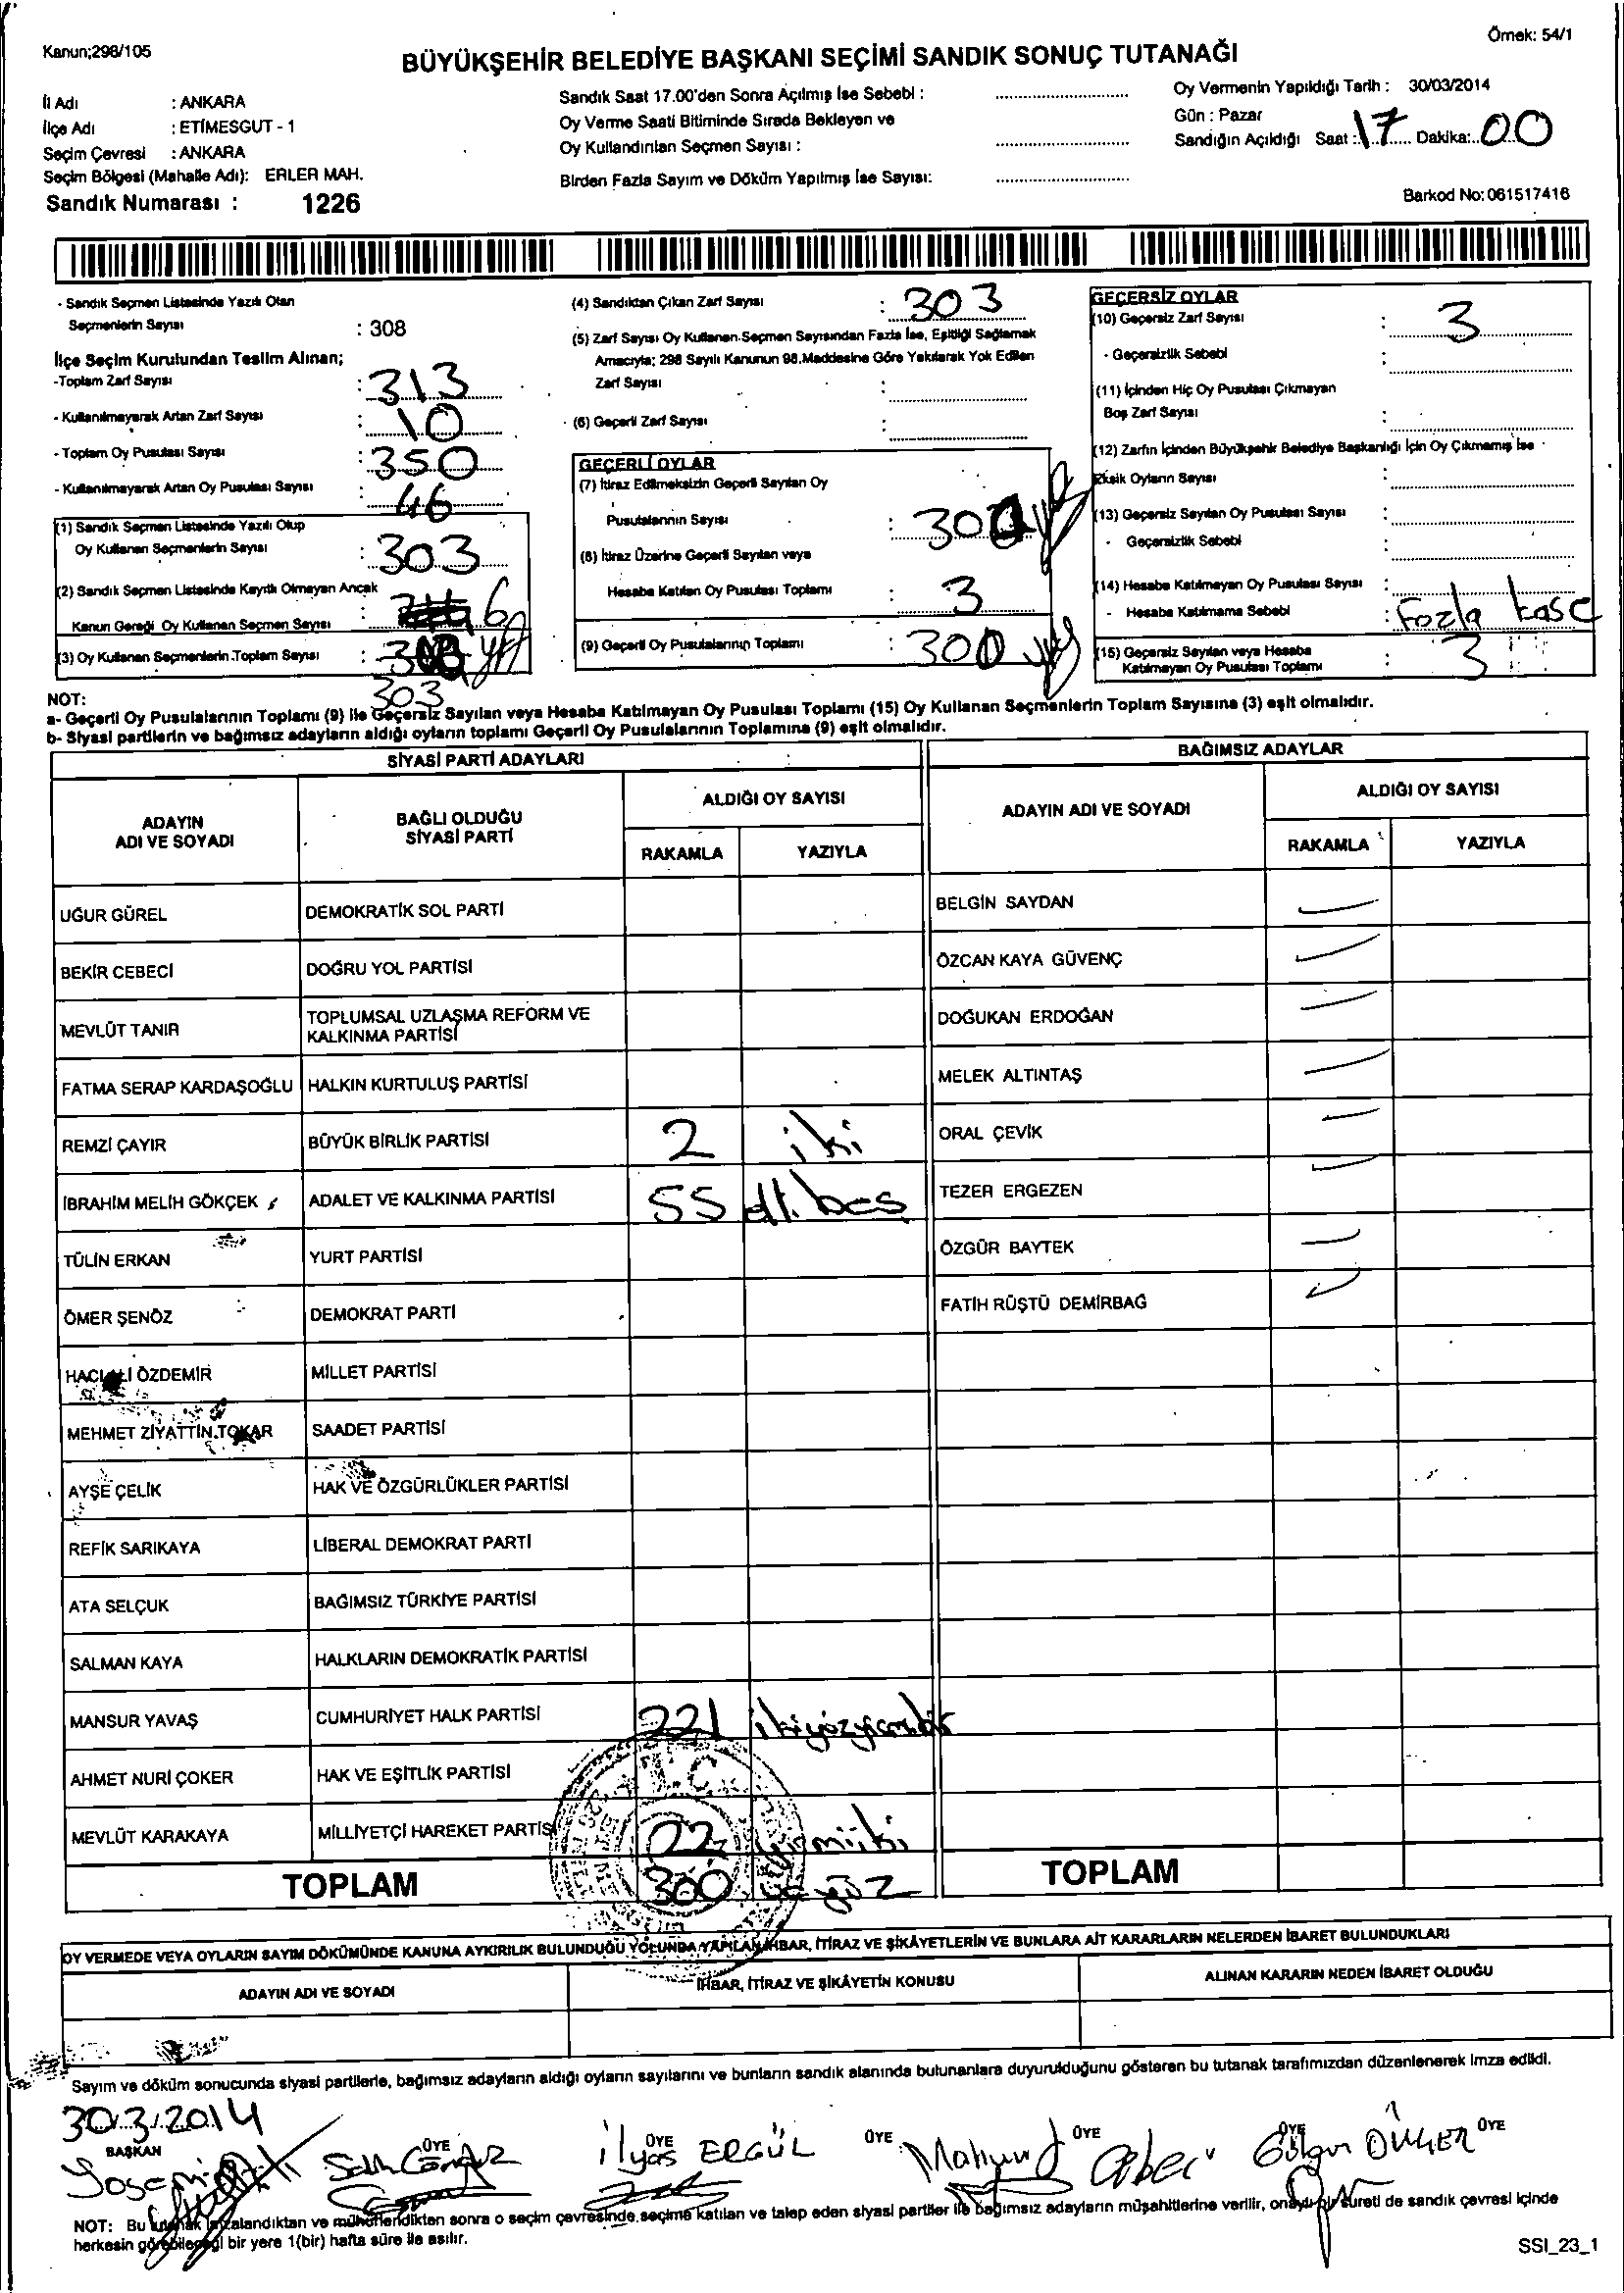 Kanun;298/105
Örnek: 54/1
BÜYÜKŞEHİR BELEDİYE BAŞKANI SEÇİMİ SANDIK SONUÇ TUTANAĞI
İl Adı : ANKARA
İlçe Adı : ETİMESGUT - 1
Seçim Çevresi : ANKARA
Seçim Bölgesi (Mahalle Adı): ERLER MAH.
Sandık Numarası : 1226
Sandık Saat 17.00'den Sonra Açılmış İse Sebebi :
Oy Verme Saati Bitiminde Sırada Bekleyen ve
Oy Kullandırılan Seçmen Sayısı :
Birden Fazla Sayım ve Döküm Yapılmış İse Sayısı:
Oy Vermenin Yapıldığı Tarih : 30/03/2014
Gün : Pazar
Sandığın Açıldığı Saat : 17 Dakika: 00
Barkod No: 061517416
- Sandık Seçmen Listesinde Yazılı Olan
Seçmenlerin Sayısı : 308
İlçe Seçim Kurulundan Teslim Alınan;
-Toplam Zarf Sayısı : 313
- Kullanılmayarak Artan Zarf Sayısı : 10
- Toplam Oy Pusulası Sayısı : 350
- Kullanılmayarak Artan Oy Pusulası Sayısı : 46
(1) Sandık Seçmen Listesinde Yazılı Olup
Oy Kullanan Seçmenlerin Sayısı : 303
(2) Sandık Seçmen Listesinde Kayıtlı Olmayan Ancak
Kanun Gereği Oy Kullanan Seçmen Sayısı : 6
(3) Oy Kullanan Seçmenlerin Toplam Sayısı :
303
(4) Sandıktan Çıkan Zarf Sayısı : 303
(5) Zarf Sayısı Oy Kullanan Seçmen Sayısından Fazla İse, Eşitliği Sağlamak
Amacıyla; 298 Sayılı Kanunun 98.Maddesine Göre Yakılarak Yok Edilen
Zarf Sayısı :
(6) Geçerli Zarf Sayısı :
GEÇERLİ OYLAR
(7) İtiraz Edilmeksizin Geçerli Sayılan Oy
Pusulalarının Sayısı : 300
(8) İtiraz Üzerine Geçerli Sayılan veya
Hesaba Katılan Oy Pusulası Toplamı : 3
(9) Geçerli Oy Pusulalarının Toplamı : 300
GEÇERSİZ OYLAR
(10) Geçersiz Zarf Sayısı : 3
- Geçersizlik Sebebi :
(11) İçinden Hiç Oy Pusulası Çıkmayan
Boş Zarf Sayısı :
(12) Zarfın İçinden Büyükşehir Belediye Başkanlığı İçin Oy Çıkmamış İse
Eksik Oyların Sayısı :
(13) Geçersiz Sayılan Oy Pusulası Sayısı :
- Geçersizlik Sebebi :
(14) Hesaba Katılmayan Oy Pusulası Sayısı :
- Hesaba Katılmama Sebebi : Fazla kaşe
(15) Geçersiz Sayılan veya Hesaba
Katılmayan Oy Pusulası Toplamı : 3
NOT:
a- Geçerli Oy Pusulalarının Toplamı (9) ile Geçersiz Sayılan veya Hesaba Katılmayan Oy Pusulası Toplamı (15) Oy Kullanan Seçmenlerin Toplam Sayısına (3) eşit olmalıdır.
b- Siyasi partilerin ve bağımsız adayların aldığı oyların toplamı Geçerli Oy Pusulalarının Toplamına (9) eşit olmalıdır.
SİYASİ PARTİ ADAYLARI
ADAYIN ADI VE SOYADI
BAĞLI OLDUĞU SİYASİ PARTİ
ALDIĞI OY SAYISI
RAKAMLA YAZIYLA
UĞUR GÜREL DEMOKRATİK SOL PARTİ
BEKİR CEBECİ DOĞRU YOL PARTİSİ
MEVLÜT TANIR TOPLUMSAL UZLAŞMA REFORM VE
KALKINMA PARTİSİ
FATMA SERAP KARDAŞOĞLU HALKIN KURTULUŞ PARTİSİ
REMZİ ÇAYIR BÜYÜK BİRLİK PARTİSİ 2 iki
İBRAHİM MELİH GÖKÇEK ADALET VE KALKINMA PARTİSİ 55 elli beş
TÜLİN ERKAN YURT PARTİSİ
ÖMER ŞENÖZ DEMOKRAT PARTİ
HACI ALİ ÖZDEMİR MİLLET PARTİSİ
MEHMET ZİYATTİN TOKAR SAADET PARTİSİ
AYŞE ÇELİK HAK VE ÖZGÜRLÜKLER PARTİSİ
REFİK SARIKAYA LİBERAL DEMOKRAT PARTİ
ATA SELÇUK BAĞIMSIZ TÜRKİYE PARTİSİ
SALMAN KAYA HALKLARIN DEMOKRATİK PARTİSİ
MANSUR YAVAŞ CUMHURİYET HALK PARTİSİ 221 ikiyüzyirmibir
AHMET NURİ ÇOKER HAK VE EŞİTLİK PARTİSİ
MEVLÜT KARAKAYA MİLLİYETÇİ HAREKET PARTİSİ 22 yirmiiki
TOPLAM 300 üçyüz
BAĞIMSIZ ADAYLAR
ADAYIN ADI VE SOYADI
ALDIĞI OY SAYISI
RAKAMLA YAZIYLA
BELGİN SAYDAN
ÖZCAN KAYA GÜVENÇ
DOĞUKAN ERDOĞAN
MELEK ALTINTAŞ
ORAL ÇEVİK
TEZER ERGEZEN
ÖZGÜR BAYTEK
FATİH RÜŞTÜ DEMİRBAĞ
TOPLAM
OY VERMEDE VEYA OYLARIN SAYIM DÖKÜMÜNDE KANUNA AYKIRILIK BULUNDUĞU YOLUNDA YAPILAN İHBAR, İTİRAZ VE ŞİKÂYETLERİN VE BUNLARA AİT KARARLARIN NELERDEN İBARET BULUNDUKLARI
ADAYIN ADI VE SOYADI
İHBAR, İTİRAZ VE ŞİKÂYETİN KONUSU
ALINAN KARARIN NEDEN İBARET OLDUĞU
Sayım ve döküm sonucunda siyasi partilerle, bağımsız adayların aldığı oyların sayılarını ve bunların sandık alanında bulunanlara duyurulduğunu gösteren bu tutanak tarafımızdan düzenlenerek imza edildi.
30.3.2014
BAŞKAN ÜYE ÜYE ÜYE ÜYE ÜYE ÜYE
İlyas ERGÜL
NOT: Bu tutanak imzalandıktan ve mühürlendikten sonra o seçim çevresinde seçime katılan ve talep eden siyasi partiler ile bağımsız adayların müşahitlerine verilir, onaylı bir sureti de sandık çevresi içinde
herkesin görebileceği bir yere 1(bir) hafta süre ile asılır.
SSI_23_1